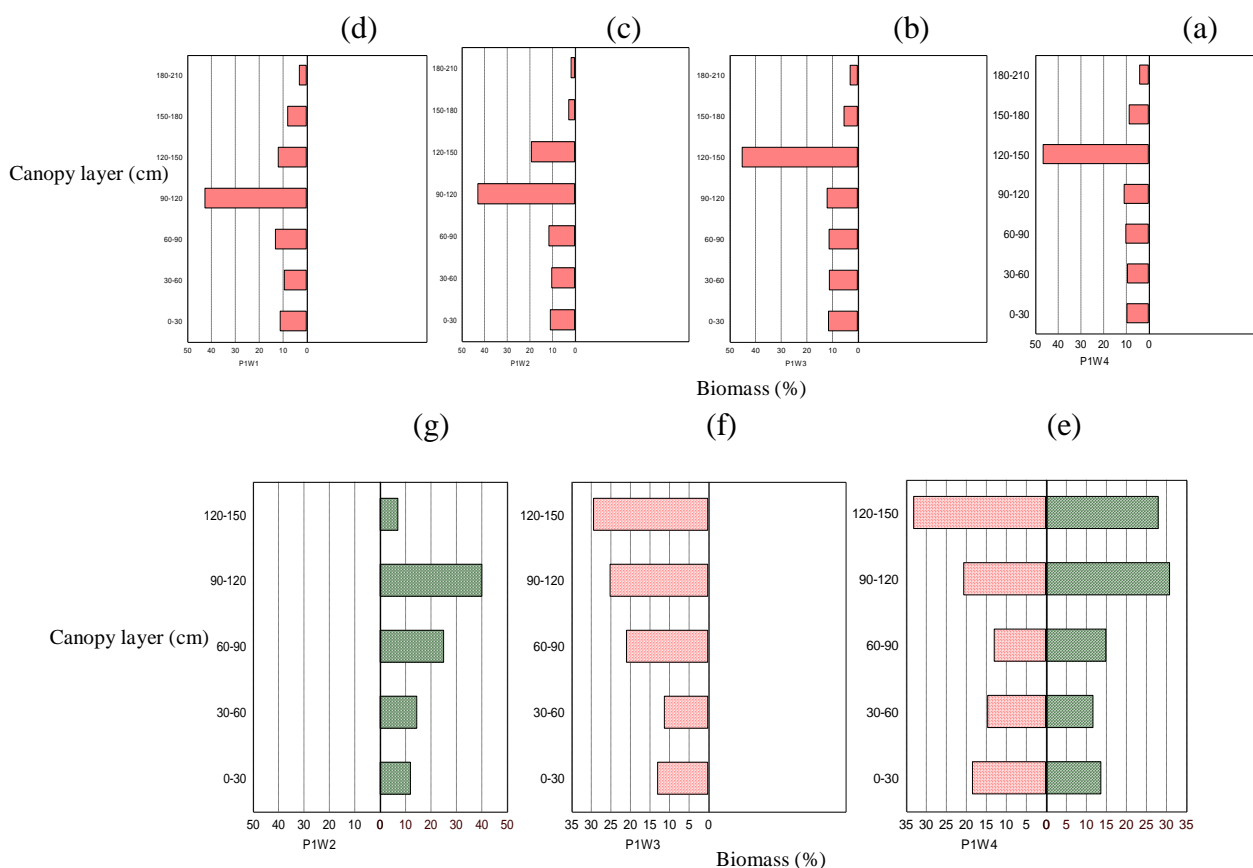 (d) (c) (b) (a)
180-210 180-210 180-210 180-210
150-180 150-180 150-180 150-180
120-150 120-150 120-150 120-150
Canopy layer (cm)
90-120 90-120 90-120 90-120
60-90 60-90 60-90 60-90
30-60 30-60 30-60 30-60
0-30 0-30 0-30 0-30
50 40 30 20 10 0 50 40 30 20 10 0 50 40 30 20 10 0 50 40 30 20 10 0
P1W1 P1W2 P1W3 P1W4
Biomass (%)
(g) (f) (e)
120-150 120-150 120-150
90-120 90-120 90-120
Canopy layer (cm)
60-90 60-90 60-90
30-60 30-60 30-60
0-30 0-30 0-30
50 40 30 20 10 0 10 20 30 40 50 35 30 25 20 15 10 5 0 35 30 25 20 15 10 5 0 5 10 15 20 25 30 35
P1W2 P1W3 P1W4
Biomass (%)